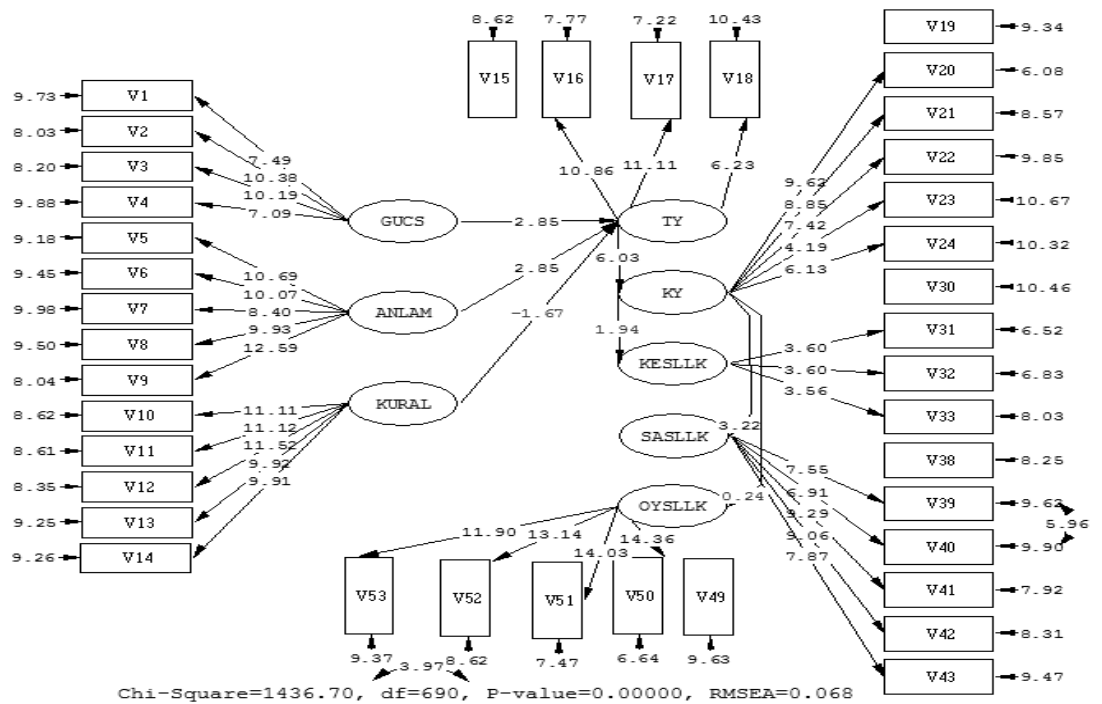 8.62 7.77 7.22 10.43
V15 V16 V17 V18
9.73 V1
8.03 V2
8.20 V3
9.88 V4
9.18 V5
9.45 V6
9.98 V7
9.50 V8
8.04 V9
8.62 V10
8.61 V11
8.35 V12
9.25 V13
9.26 V14
7.49
10.38
10.19
7.09
10.69
10.07
8.40
9.93
12.59
11.11
11.12
11.52
9.92
9.91
GUCS
ANLAM
KURAL
2.85
2.85
-1.67
10.86 11.11 6.23
TY
6.03
KY
1.94
KESLLK
SASLLK
OYSLLK
9.62
8.85
7.42
4.19
6.13
3.60
3.60
3.56
3.22
0.24
7.55
6.91
9.29
9.06
7.87
V19 9.34
V20 6.08
V21 8.57
V22 9.85
V23 10.67
V24 10.32
V30 10.46
V31 6.52
V32 6.83
V33 8.03
V38 8.25
V39 9.63
5.96
V40 9.90
V41 7.92
V42 8.31
V43 9.47
11.90 13.14 14.03 14.36
V53 V52 V51 V50 V49
9.37 3.97 8.62 7.47 6.64 9.63
Chi-Square=1436.70, df=690, P-value=0.00000, RMSEA=0.068